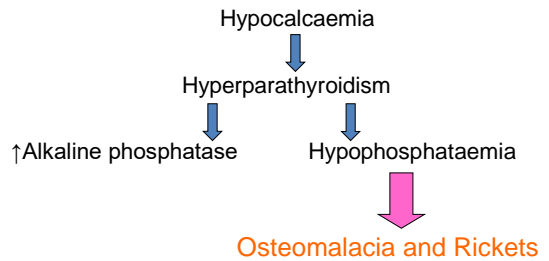 Hypocalcaemia
Hyperparathyroidism
↑Alkaline phosphatase
Hypophosphataemia
Osteomalacia and Rickets